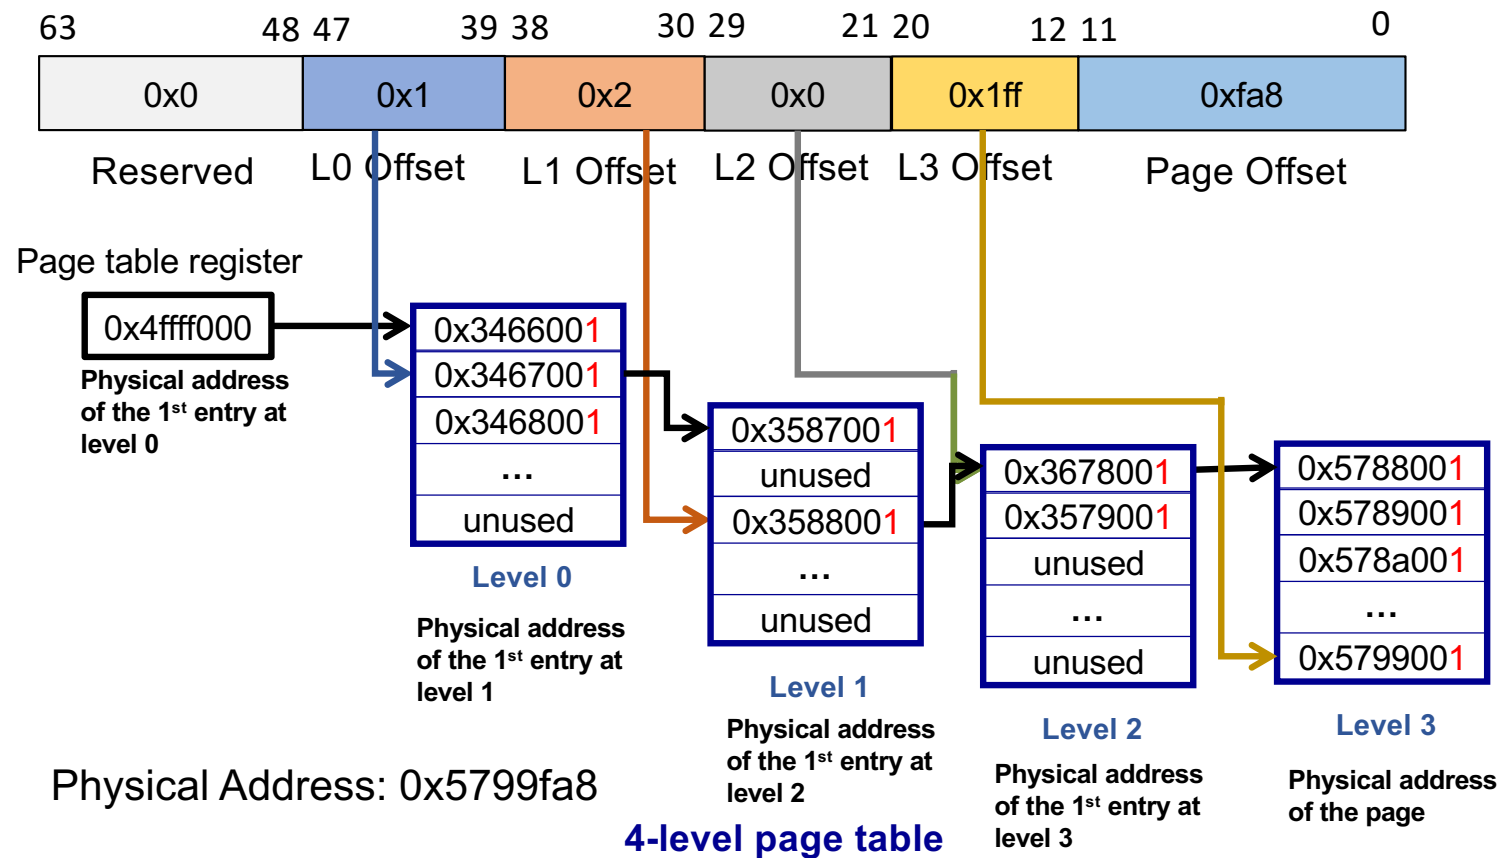 63 48 47 39 38 30 29 21 20 12 11 0
0x0 0x1 0x2 0x0 0x1ff 0xfa8
Reserved L0 Offset L1 Offset L2 Offset L3 Offset Page Offset
Page table register
0x4ffff000
Physical address
of the 1st entry at
level 0
0x3466001
0x3467001
0x3468001
...
unused
Level 0
Physical address
of the 1st entry at
level 1
0x3587001
unused
0x3588001
...
unused
Level 1
Physical address
of the 1st entry at
level 2
0x3678001
0x3579001
unused
...
unused
Level 2
Physical address
of the 1st entry at
level 3
0x5788001
0x5789001
0x578a001
...
0x5799001
Level 3
Physical address
of the page
Physical Address: 0x5799fa8
4-level page table